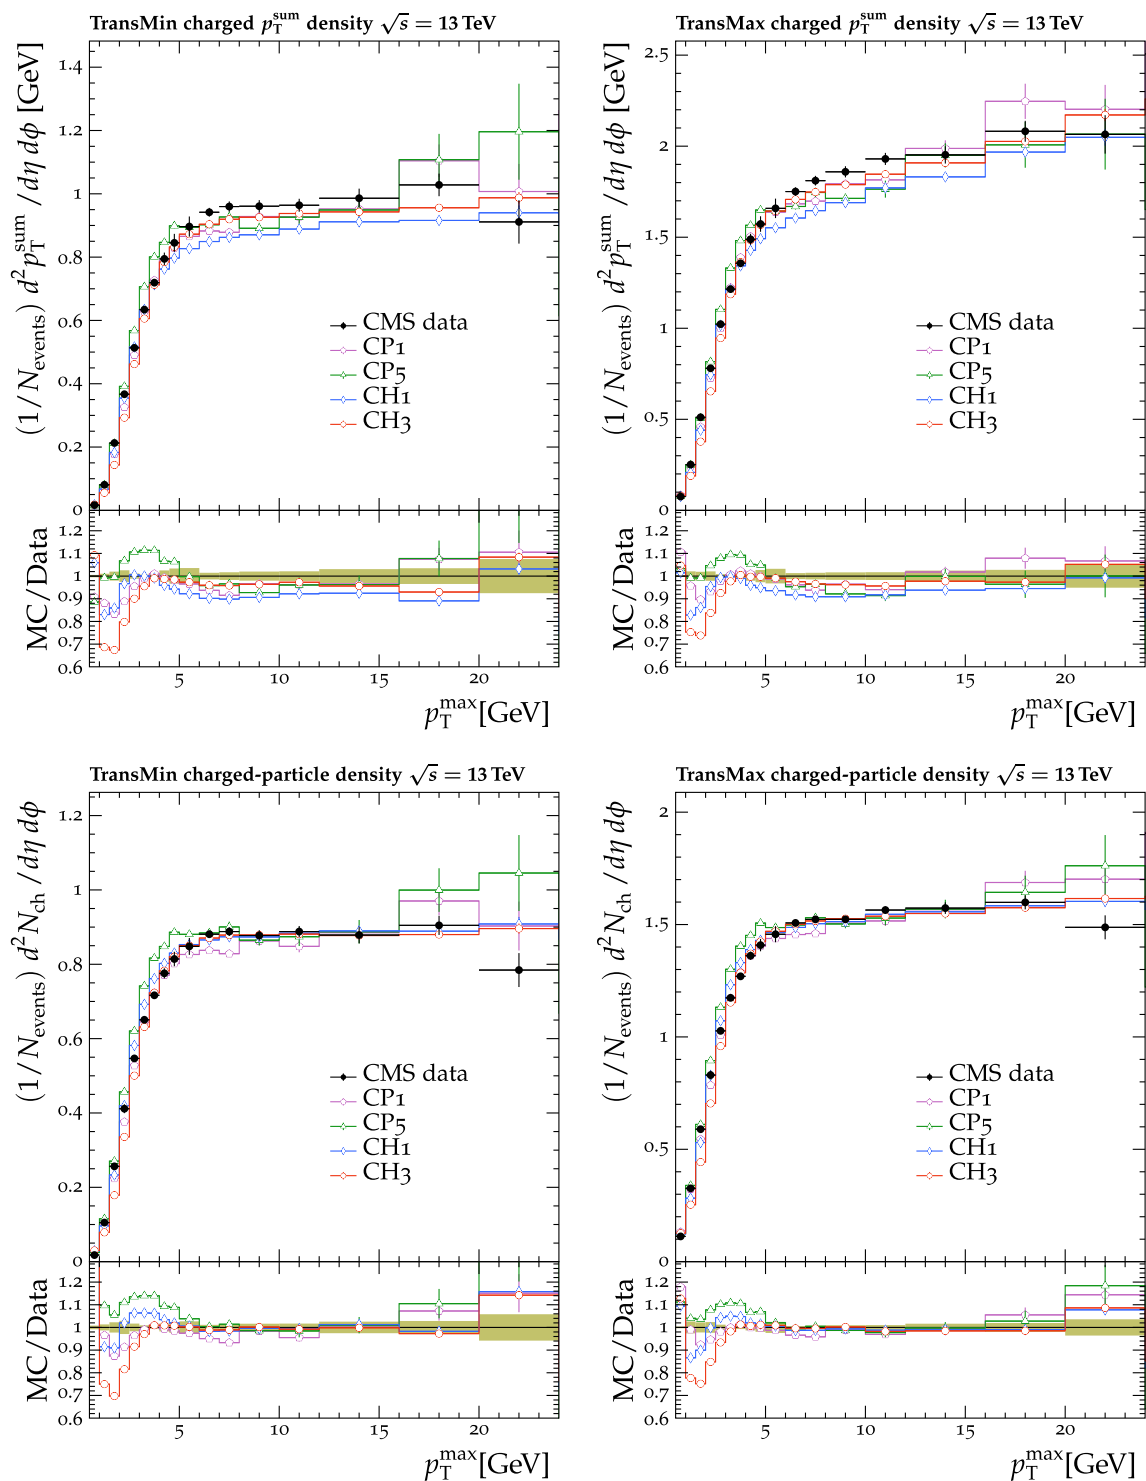 TransMin charged p_T^sum density √s = 13 TeV
(1/N_events) d²p_T^sum/dη dϕ [GeV]
1.4
1.2
1
0.8
0.6
0.4
0.2
0
CMS data
CP1
CP5
CH1
CH3
MC/Data
1.2
1.1
1
0.9
0.8
0.7
0.6
5
10
15
20
p_T^max[GeV]
TransMax charged p_T^sum density √s = 13 TeV
(1/N_events) d²p_T^sum/dη dϕ [GeV]
2.5
2
1.5
1
0.5
0
CMS data
CP1
CP5
CH1
CH3
MC/Data
1.2
1.1
1
0.9
0.8
0.7
0.6
5
10
15
20
p_T^max[GeV]
TransMin charged-particle density √s = 13 TeV
(1/N_events) d²N_ch/dη dϕ
1.2
1
0.8
0.6
0.4
0.2
0
CMS data
CP1
CP5
CH1
CH3
MC/Data
1.2
1.1
1
0.9
0.8
0.7
0.6
5
10
15
20
p_T^max[GeV]
TransMax charged-particle density √s = 13 TeV
(1/N_events) d²N_ch/dη dϕ
2
1.5
1
0.5
0
CMS data
CP1
CP5
CH1
CH3
MC/Data
1.2
1.1
1
0.9
0.8
0.7
0.6
5
10
15
20
p_T^max[GeV]